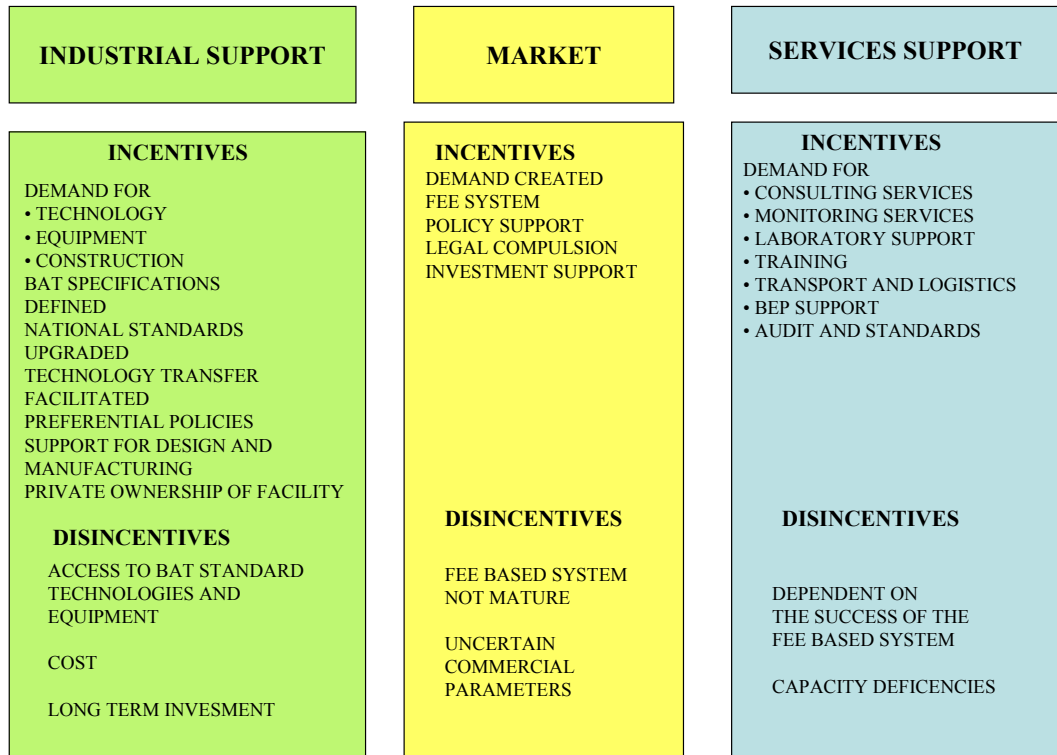 INDUSTRIAL SUPPORT
INCENTIVES
DEMAND FOR
• TECHNOLOGY
• EQUIPMENT
• CONSTRUCTION
BAT SPECIFICATIONS
DEFINED
NATIONAL STANDARDS
UPGRADED
TECHNOLOGY TRANSFER
FACILITATED
PREFERENTIAL POLICIES
SUPPORT FOR DESIGN AND
MANUFACTURING
PRIVATE OWNERSHIP OF FACILITY
DISINCENTIVES
ACCESS TO BAT STANDARD
TECHNOLOGIES AND
EQUIPMENT
COST
LONG TERM INVESMENT
MARKET
INCENTIVES
DEMAND CREATED
FEE SYSTEM
POLICY SUPPORT
LEGAL COMPULSION
INVESTMENT SUPPORT
DISINCENTIVES
FEE BASED SYSTEM
NOT MATURE
UNCERTAIN
COMMERCIAL
PARAMETERS
SERVICES SUPPORT
INCENTIVES
DEMAND FOR
• CONSULTING SERVICES
• MONITORING SERVICES
• LABORATORY SUPPORT
• TRAINING
• TRANSPORT AND LOGISTICS
• BEP SUPPORT
• AUDIT AND STANDARDS
DISINCENTIVES
DEPENDENT ON
THE SUCCESS OF THE
FEE BASED SYSTEM
CAPACITY DEFICENCIES